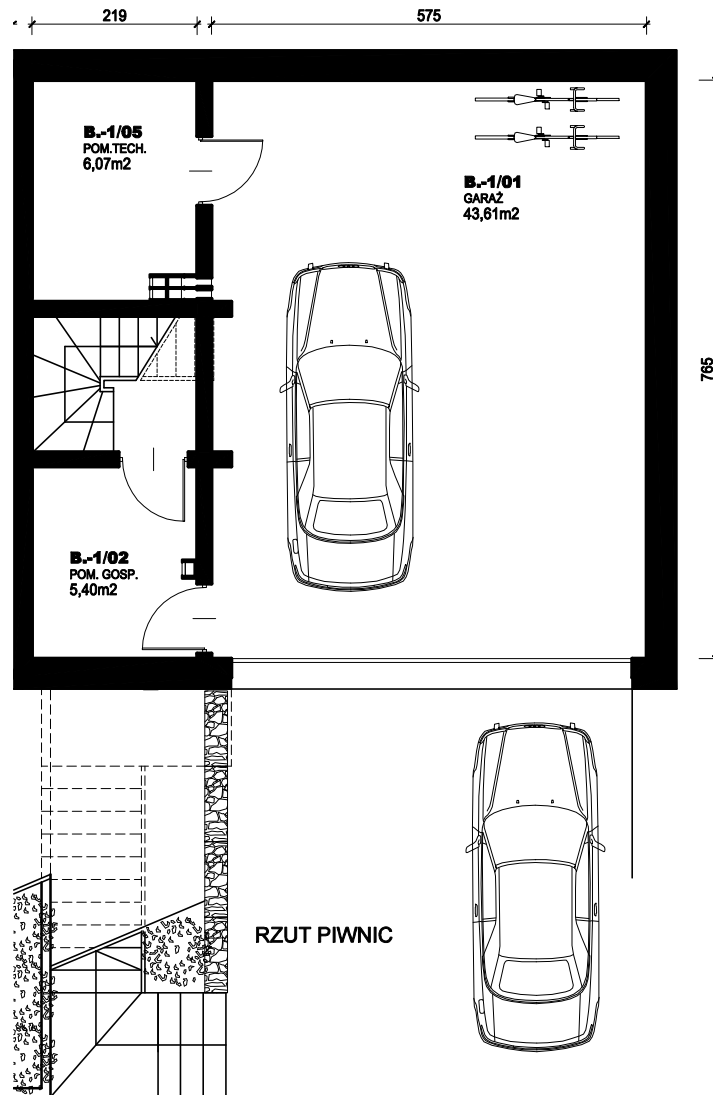 219
575
B.-1/05
POM.TECH.
6,07m2
B.-1/01
GARAŻ
43,61m2
765
B.-1/02
POM. GOSP.
5,40m2
RZUT PIWNIC